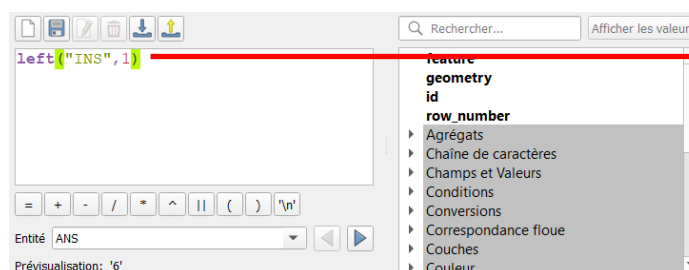 Rechercher...
Afficher les valeur
left("INS",1)
feature
geometry
id
row_number
Agrégats
Chaîne de caractères
Champs et Valeurs
Conditions
Conversions
Correspondance floue
Couches
Couleur
= + - / * ^ || ( ) '\n'
Entité ANS
Prévisualisation: '6'